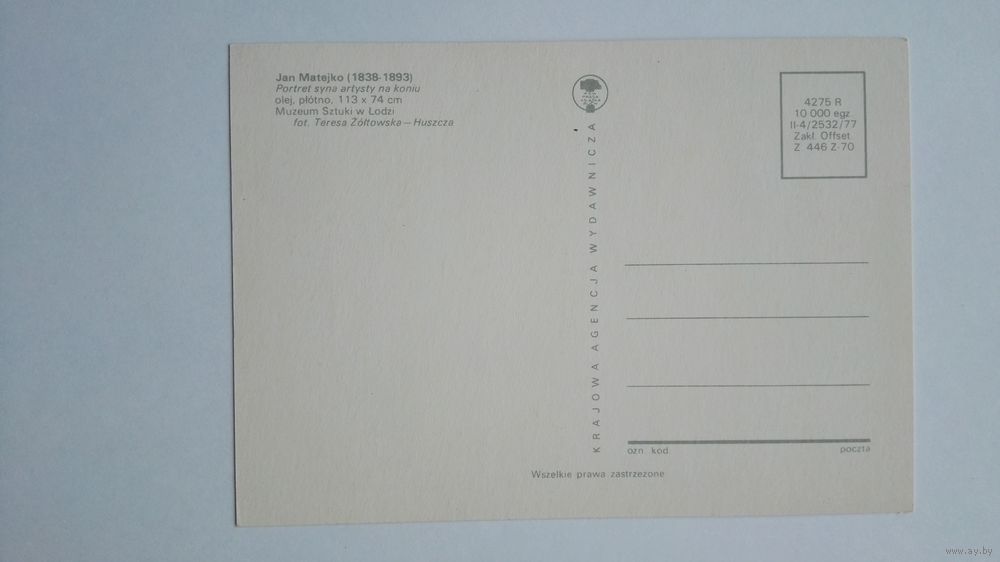 Jan Matejko (1838-1893)
Portret syna artysty na koniu
olej, płótno, 113 x 74 cm
Muzeum Sztuki w Łodzi
fot. Teresa Żółtowska—Huszcza
KRAJOWA AGENCJA WYDAWNICZA
4275 R
10 000 egz.
II-4/2532/77
Zakł. Offset.
Z 446 Z-70
ozn. kod.
poczta
Wszelkie prawa zastrzeżone
www.ay.by